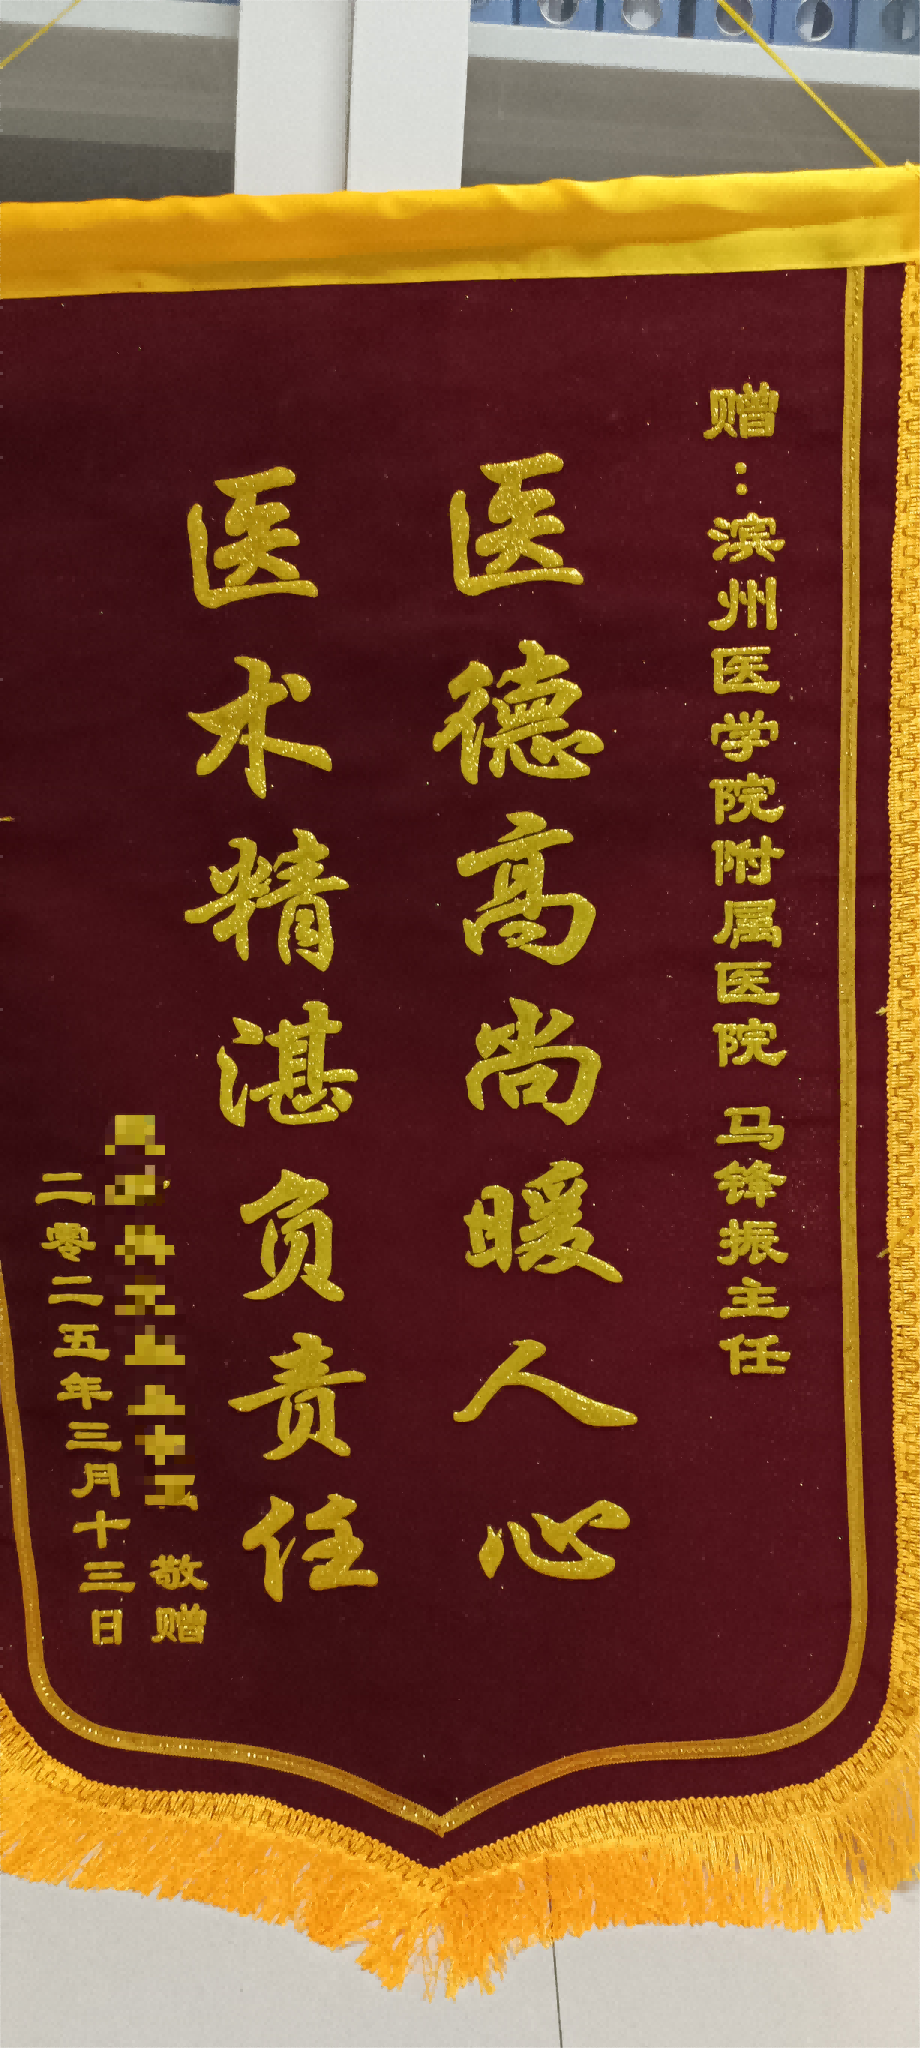 赠：滨州医学院附属医院 马锋振主任
医德高尚暖人心
医术精湛负责任
敬赠
二零二五年三月十三日